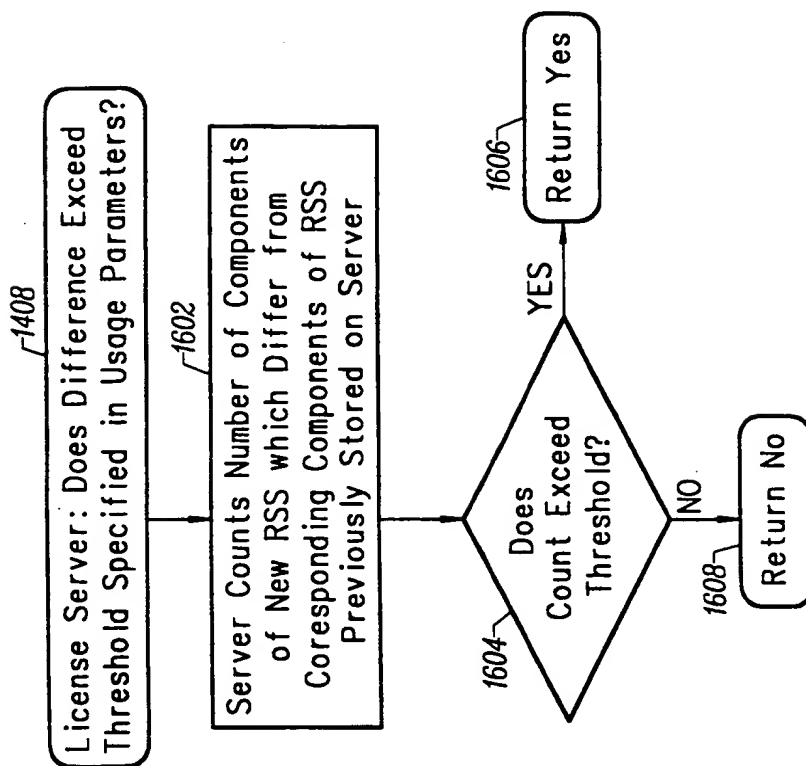 1408
License Server: Does Difference Exceed
Threshold Specified in Usage Parameters?
1602
Server Counts Number of Components
of New RSS which Differ from
Coresponding Components of RSS
Previously Stored on Server
1604
Does
Count Exceed
Threshold?
YES
1606
Return Yes
NO
1608
Return No